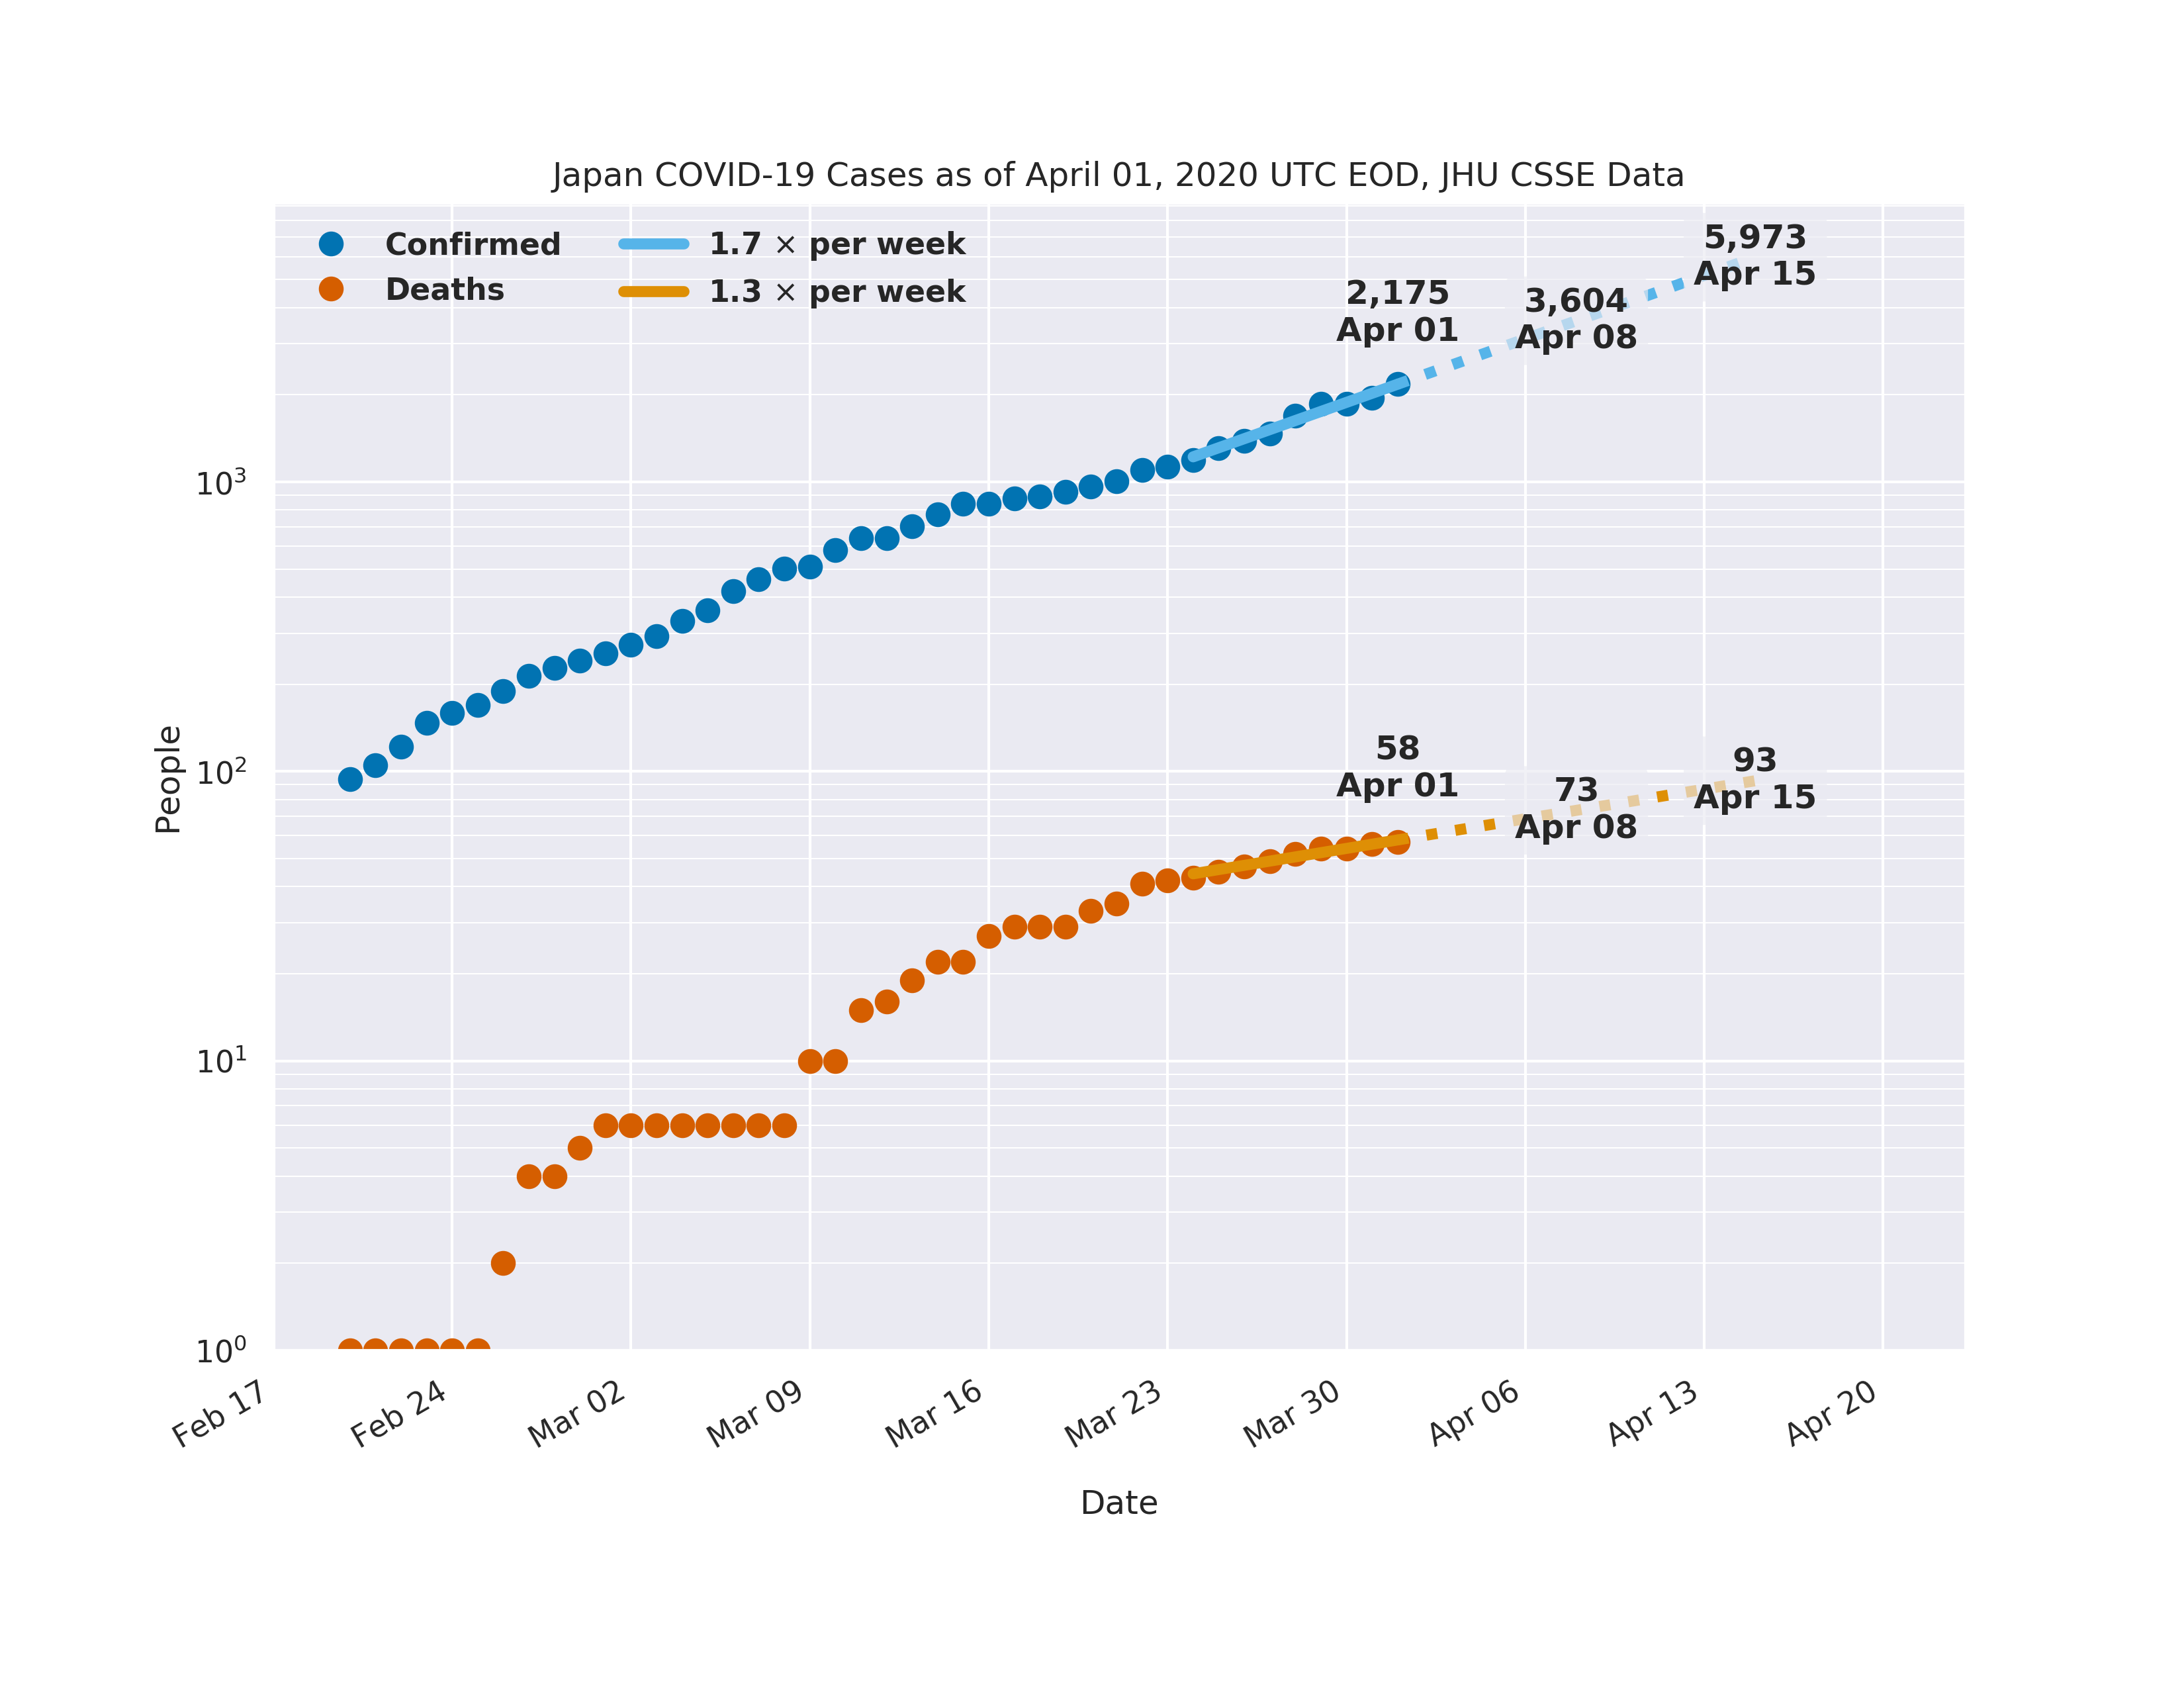 Japan COVID-19 Cases as of April 01, 2020 UTC EOD, JHU CSSE Data
Confirmed
Deaths
1.7 × per week
1.3 × per week
5,973
Apr 15
2,175
Apr 01
3,604
Apr 08
58
Apr 01
73
Apr 08
93
Apr 15
People
10³
10²
10¹
10⁰
Feb 17
Feb 24
Mar 02
Mar 09
Mar 16
Mar 23
Mar 30
Apr 06
Apr 13
Apr 20
Date